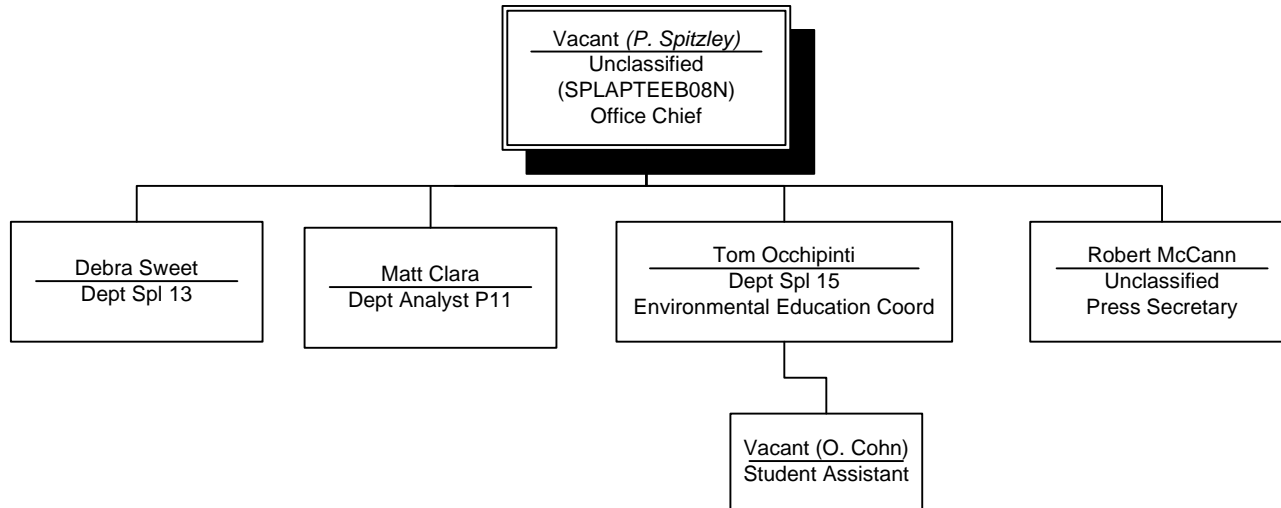 Vacant (P. Spitzley)
Unclassified
(SPLAPTEEB08N)
Office Chief
Debra Sweet
Dept Spl 13
Matt Clara
Dept Analyst P11
Tom Occhipinti
Dept Spl 15
Environmental Education Coord
Robert McCann
Unclassified
Press Secretary
Vacant (O. Cohn)
Student Assistant